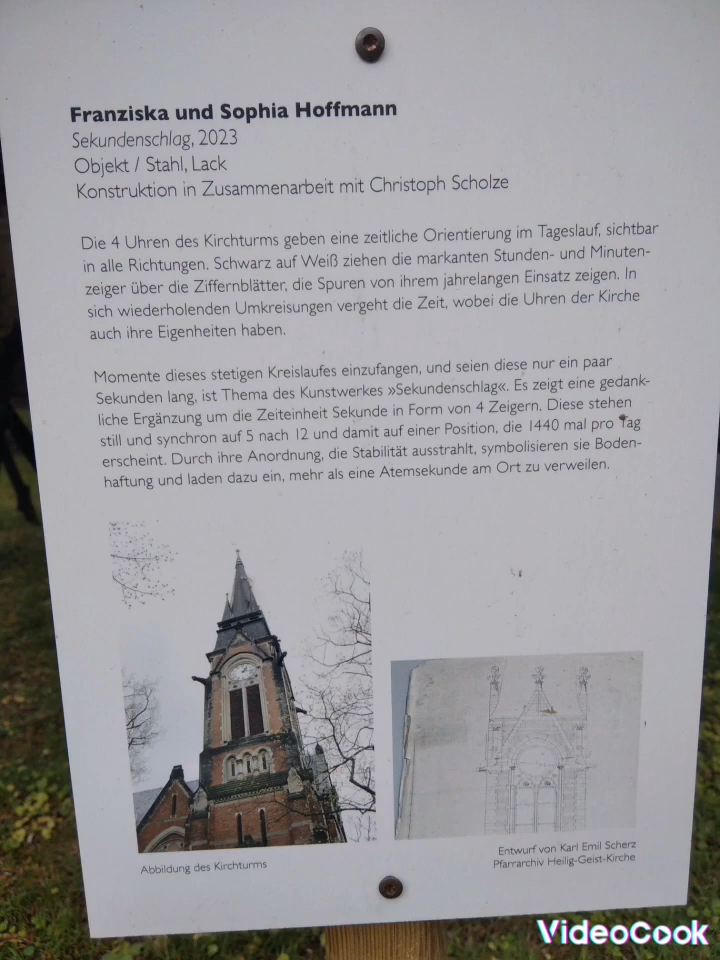 Franziska und Sophia Hoffmann
Sekundenschlag, 2023
Objekt / Stahl, Lack
Konstruktion in Zusammenarbeit mit Christoph Scholze
Die 4 Uhren des Kirchturms geben eine zeitliche Orientierung im Tageslauf, sichtbar
in alle Richtungen. Schwarz auf Weiß ziehen die markanten Stunden- und Minuten-
zeiger über die Ziffernblätter, die Spuren von ihrem jahrelangen Einsatz zeigen. In
sich wiederholenden Umkreisungen vergeht die Zeit, wobei die Uhren der Kirche
auch ihre Eigenheiten haben.
Momente dieses stetigen Kreislaufes einzufangen, und seien diese nur ein paar
Sekunden lang, ist Thema des Kunstwerkes »Sekundenschlag«. Es zeigt eine gedank-
liche Ergänzung um die Zeiteinheit Sekunde in Form von 4 Zeigern. Diese stehen
still und synchron auf 5 nach 12 und damit auf einer Position, die 1440 mal pro Tag
erscheint. Durch ihre Anordnung, die Stabilität ausstrahlt, symbolisieren sie Boden-
haftung und laden dazu ein, mehr als eine Atemsekunde am Ort zu verweilen.
Abbildung des Kirchturms
Entwurf von Karl Emil Scherz
Pfarrarchiv Heilig-Geist-Kirche
VideoCook